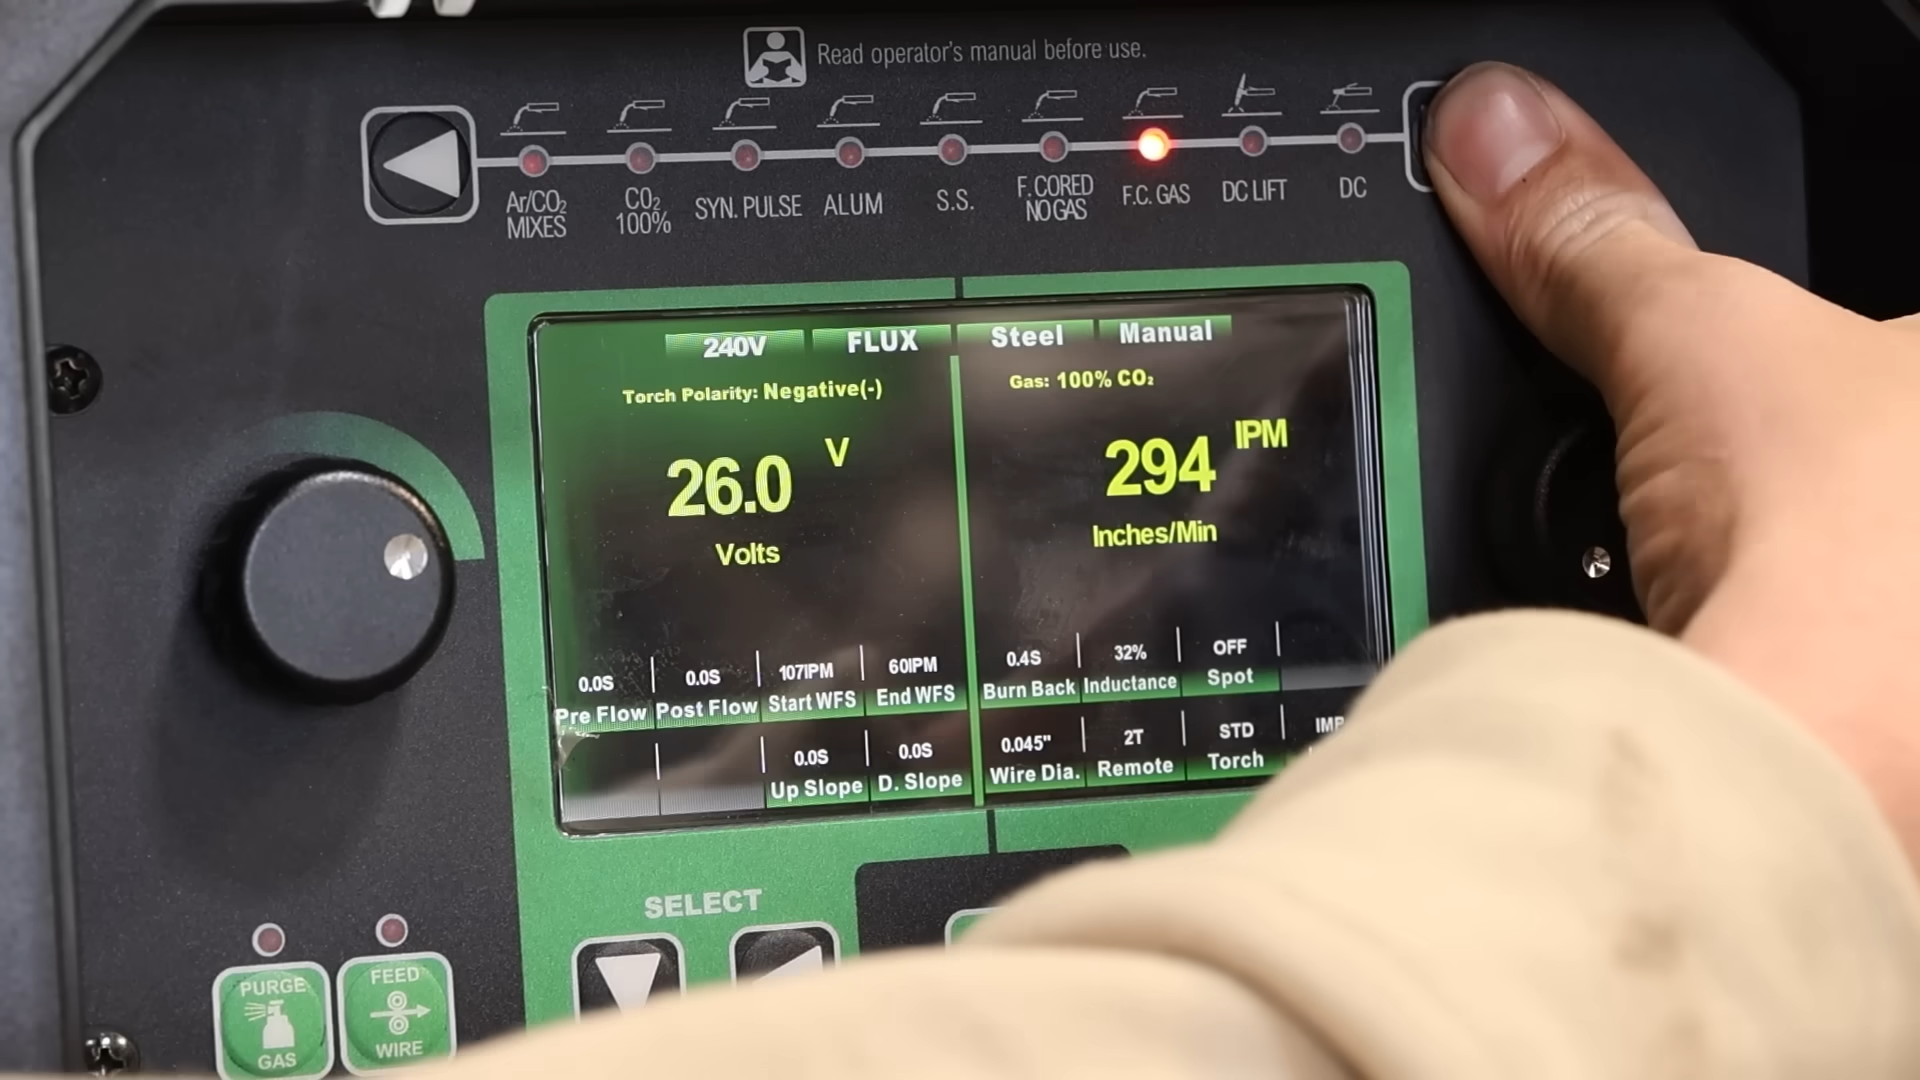 Read operator's manual before use.
Ar/CO₂
MIXES
CO₂
100%
SYN. PULSE
ALUM
S.S.
F. CORED
NO GAS
F.C. GAS
DC LIFT
DC
240V FLUX Steel Manual
Torch Polarity: Negative(-)
Gas: 100% CO₂
26.0 V
Volts
294 IPM
Inches/Min
0.0S 0.0S 107IPM 60IPM 0.4S 32% OFF
Pre Flow Post Flow Start WFS End WFS Burn Back Inductance Spot
0.0S 0.0S 0.045" 2T STD
Up Slope D. Slope Wire Dia. Remote Torch
SELECT
PURGE
GAS
FEED
WIRE